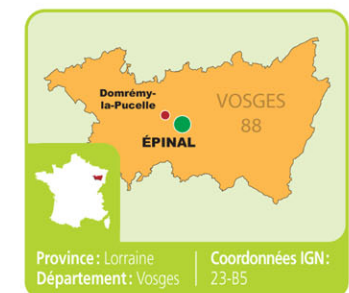 Domrémy-
la-Pucelle
VOSGES
88
ÉPINAL
Province : Lorraine
Département : Vosges
Coordonnées IGN :
23-B5